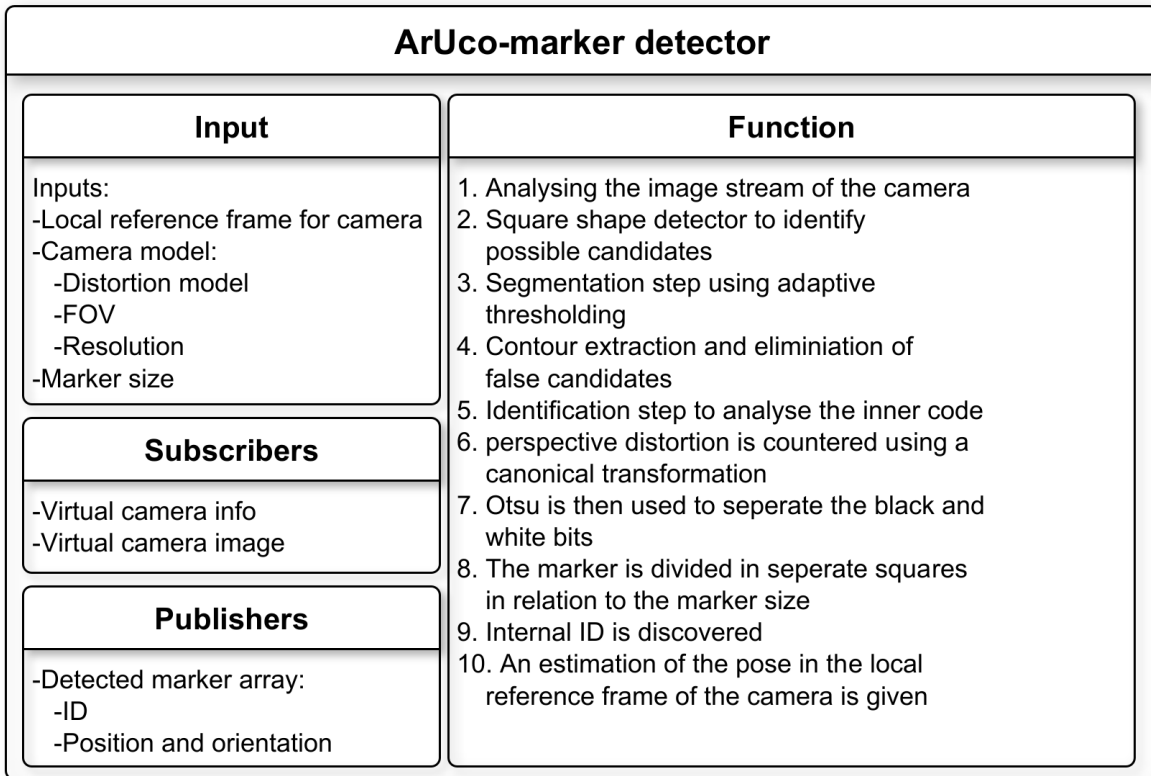 ArUco-marker detector
Input
Inputs:
-Local reference frame for camera
-Camera model:
-Distortion model
-FOV
-Resolution
-Marker size
Subscribers
-Virtual camera info
-Virtual camera image
Publishers
-Detected marker array:
-ID
-Position and orientation
Function
1. Analysing the image stream of the camera
2. Square shape detector to identify
possible candidates
3. Segmentation step using adaptive
thresholding
4. Contour extraction and eliminiation of
false candidates
5. Identification step to analyse the inner code
6. perspective distortion is countered using a
canonical transformation
7. Otsu is then used to seperate the black and
white bits
8. The marker is divided in seperate squares
in relation to the marker size
9. Internal ID is discovered
10. An estimation of the pose in the local
reference frame of the camera is given